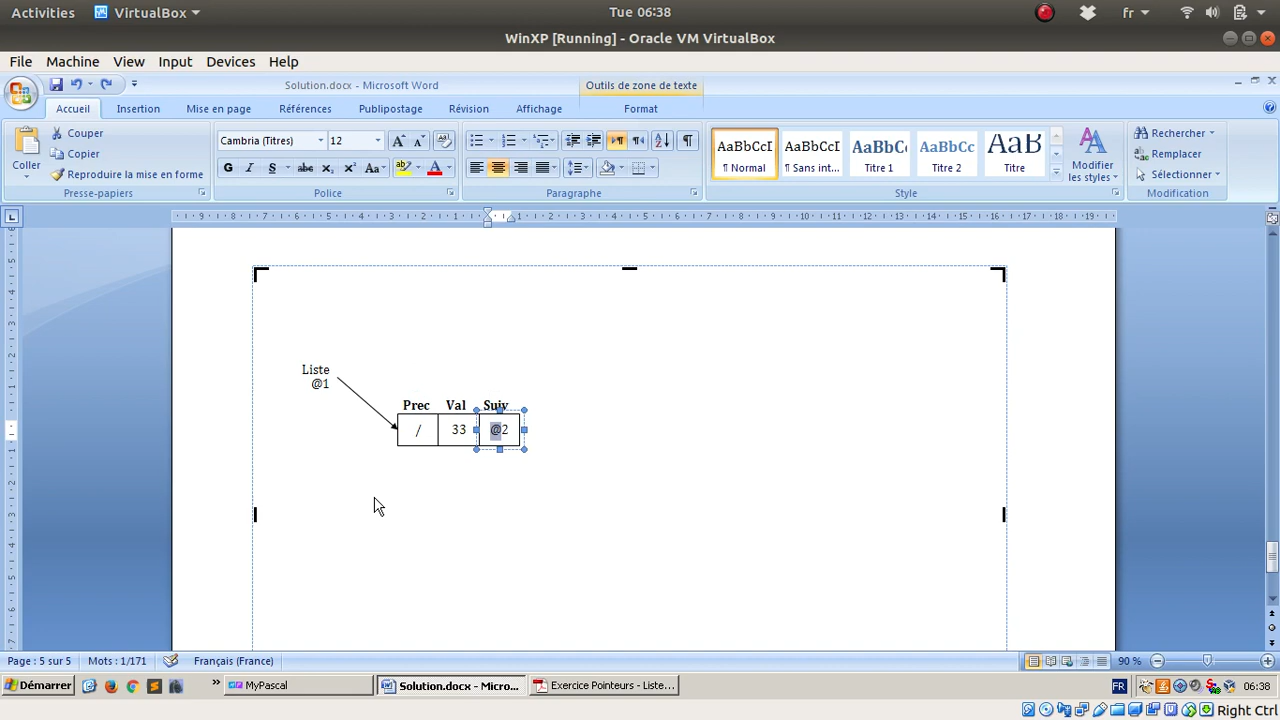 Activities VirtualBox Tue 06:38 fr
WinXP [Running] - Oracle VM VirtualBox
File Machine View Input Devices Help
Solution.docx - Microsoft Word Outils de zone de texte
Accueil Insertion Mise en page Références Publipostage Révision Affichage Format
Coller
Couper
Copier
Reproduire la mise en forme
Presse-papiers
Cambria (Titres) 12
G I S abc x₂ x² Aa
Police
Paragraphe
AaBbCcI AaBbCcI AaBbC AaBbCc AaB
¶ Normal ¶ Sans int... Titre 1 Titre 2 Titre
Modifier
les styles
Style
Rechercher
Remplacer
Sélectionner
Modification
Liste
@1
Prec Val Suiv
/ 33 @2
Page : 5 sur 5 Mots : 1/171 Français (France) 90 %
Démarrer MyPascal Solution.docx - Micro... Exercice Pointeurs - Liste... FR 06:38
Right Ctrl